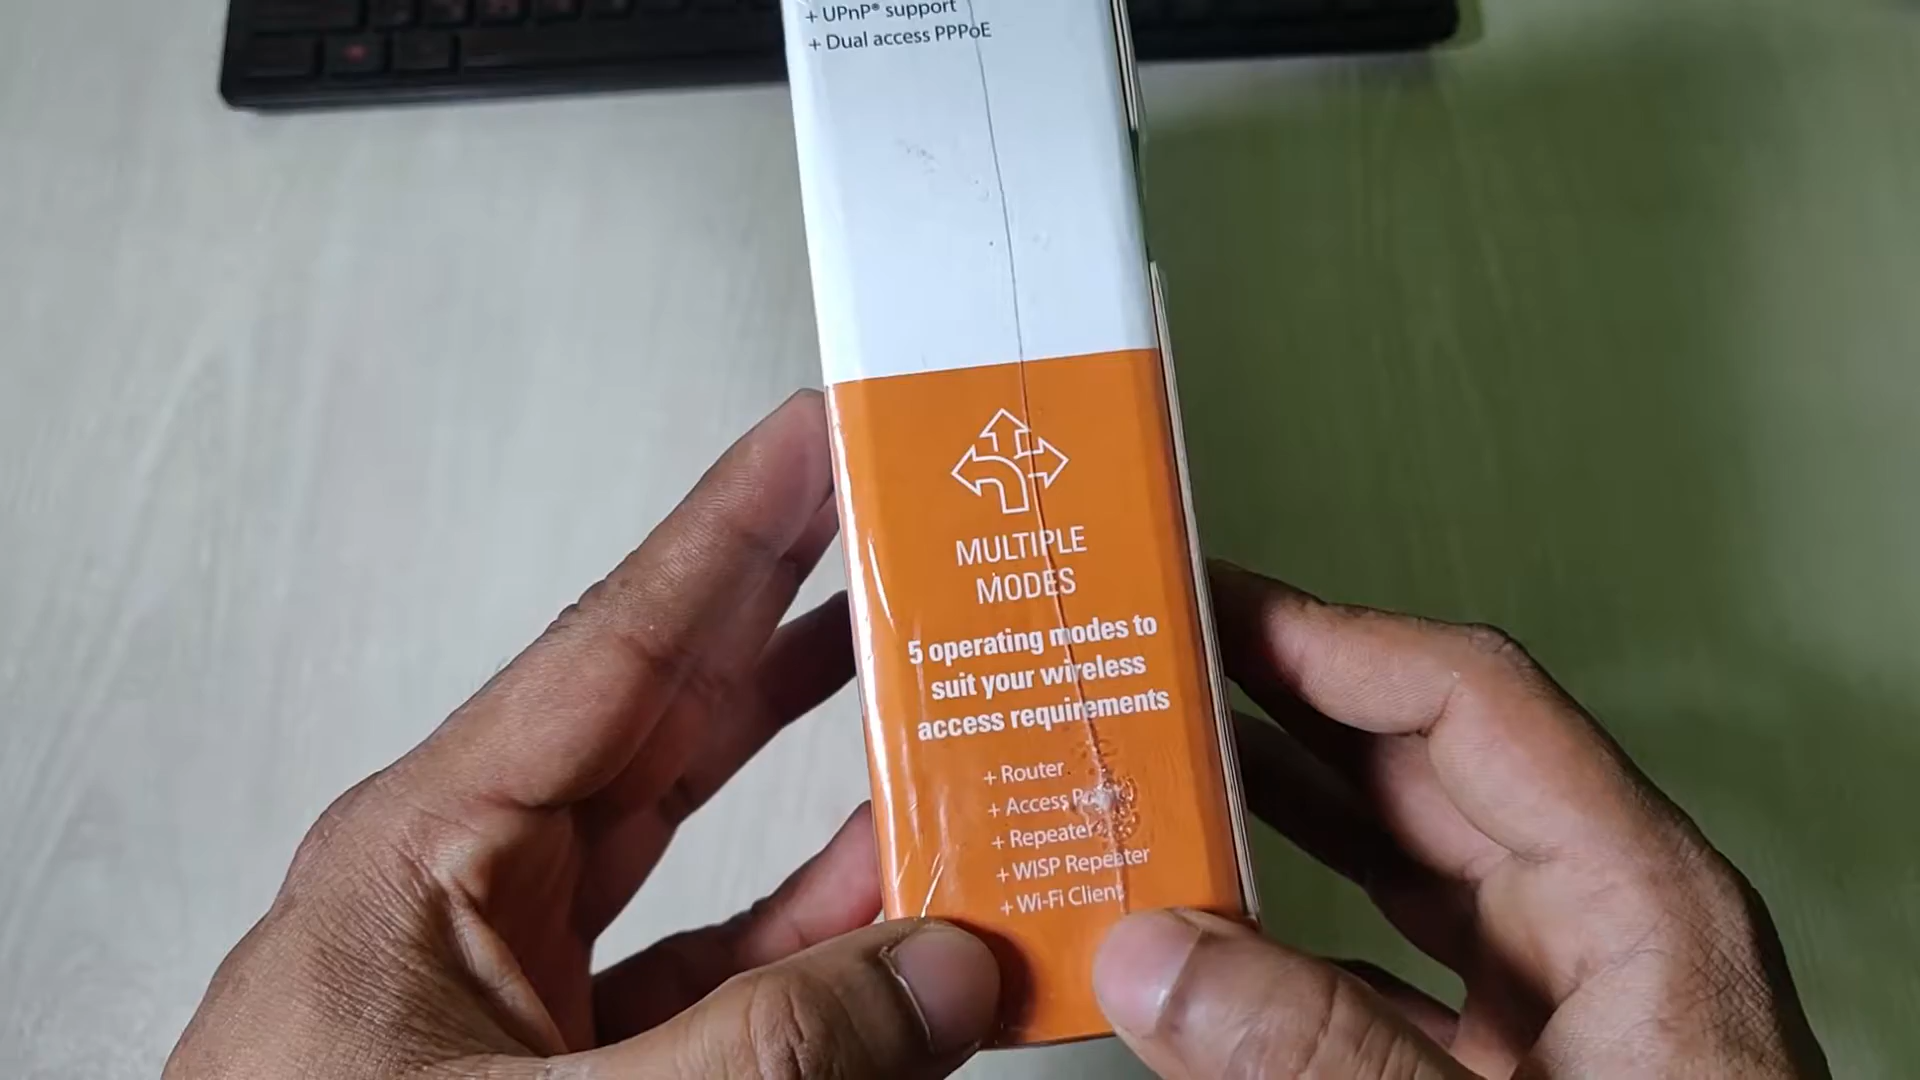 + UPnP® support
+ Dual access PPPoE
MULTIPLE
MODES
5 operating modes to
suit your wireless
access requirements
+ Router
+ Access
+ Repeater
+ WISP Repeater
+ Wi-Fi Client